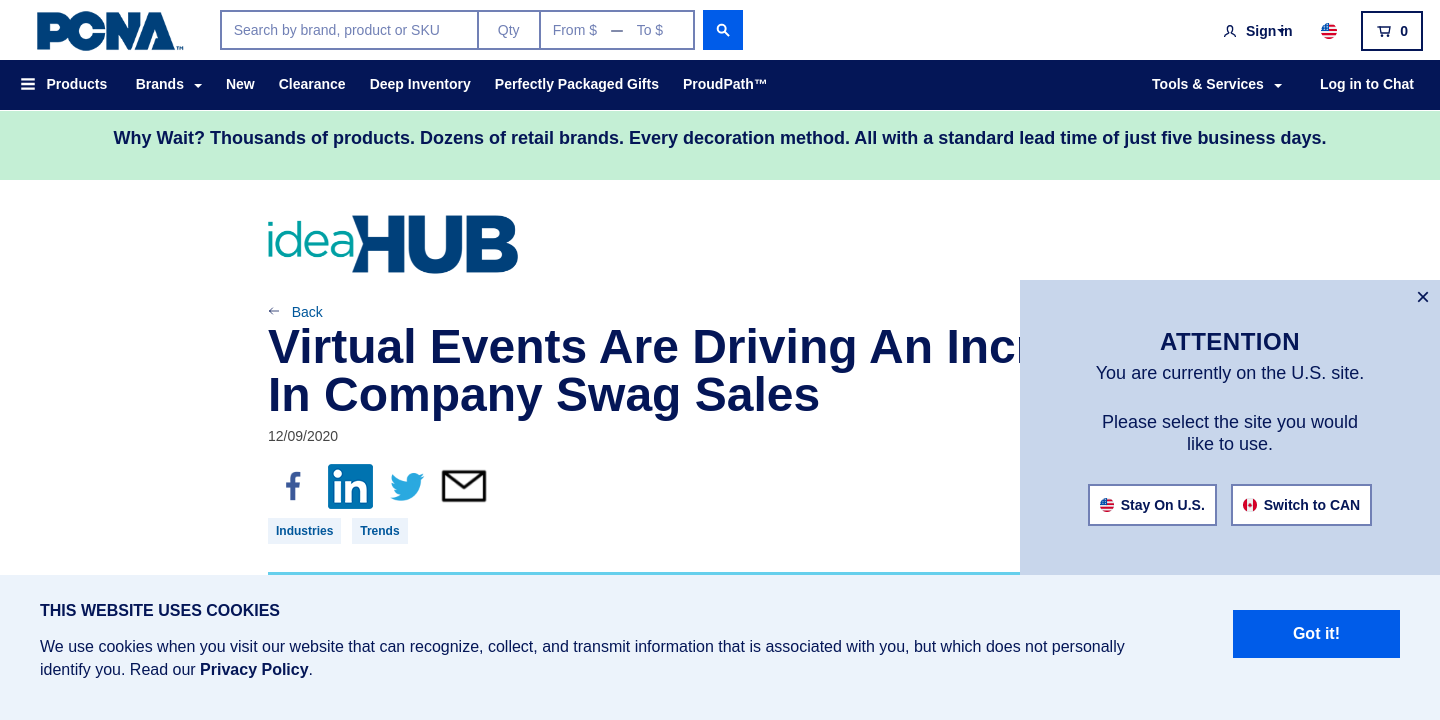 PCNA™
Search by brand, product or SKU
Qty
From $ — To $
Sign In
0
Products
Brands
New
Clearance
Deep Inventory
Perfectly Packaged Gifts
ProudPath™
Tools & Services
Log in to Chat
Why Wait? Thousands of products. Dozens of retail brands. Every decoration method. All with a standard lead time of just five business days.
ideaHUB
Back
Virtual Events Are Driving An Incr
In Company Swag Sales
12/09/2020
Industries
Trends
×
ATTENTION
You are currently on the U.S. site.
Please select the site you would
like to use.
Stay On U.S.
Switch to CAN
THIS WEBSITE USES COOKIES
We use cookies when you visit our website that can recognize, collect, and transmit information that is associated with you, but which does not personally
identify you. Read our Privacy Policy.
Got it!